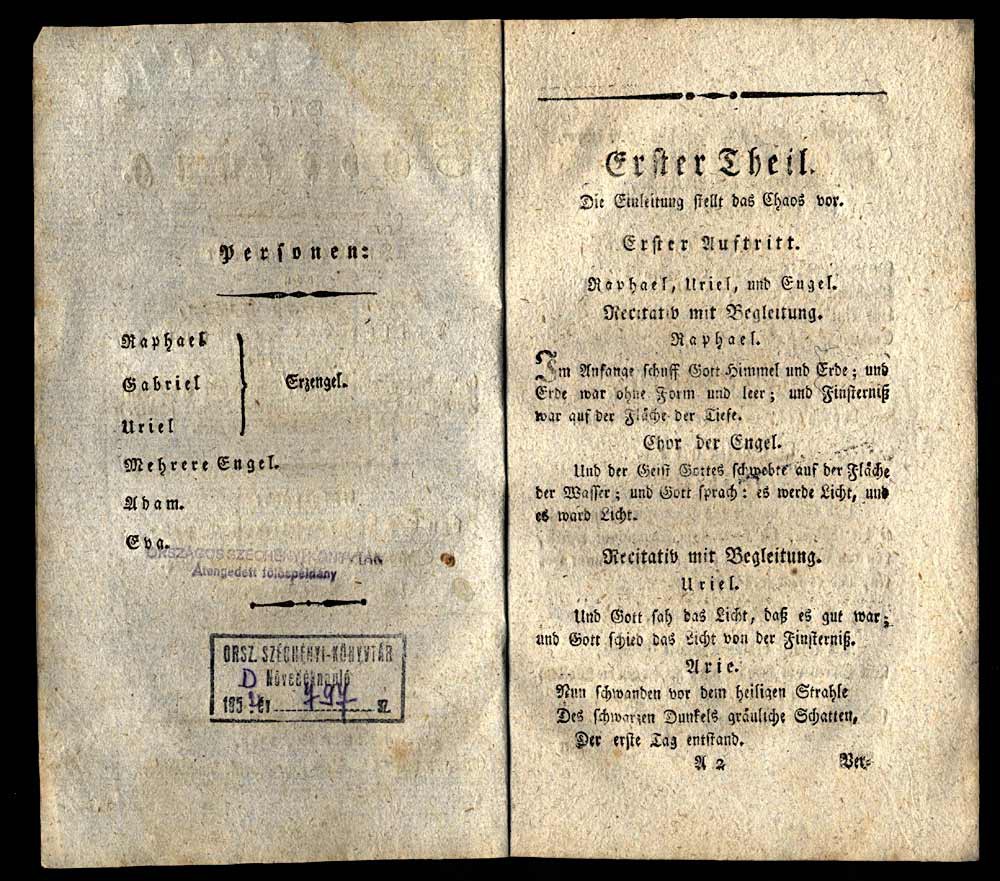 Personen:
Raphael
Gabriel
Erzengel.
Uriel
Mehrere Engel.
Adam.
Eva.
ORSZÁGOS SZÉCHÉNYI KÖNYVTÁR
Átengedett fölöspéldány
ORSZ. SZÉCHÉNYI-KÖNYVTÁR
D Növedéknapló
195 év 797 sz.
Erſter Theil.
Die Einleitung ſtellt das Chaos vor.
Erſter Auftritt.
Raphael, Uriel, und Engel.
Recitativ mit Begleitung.
Raphael.
Im Anfange ſchuff Gott Himmel und Erde; und
Erde war ohne Form und leer; und Finſterniß
war auf der Fläche der Tiefe.
Chor der Engel.
Und der Geiſt Gottes ſchwebte auf der Fläche
der Waſſer; und Gott ſprach: es werde Licht, und
es ward Licht.
Recitativ mit Begleitung.
Uriel.
Und Gott ſah das Licht, daß es gut war;
und Gott ſchied das Licht von der Finſterniß.
Arie.
Nun ſchwanden vor dem heiligen Strahle
Des ſchwarzen Dunkels gräuliche Schatten,
Der erſte Tag entſtand.
A 2 Ver=